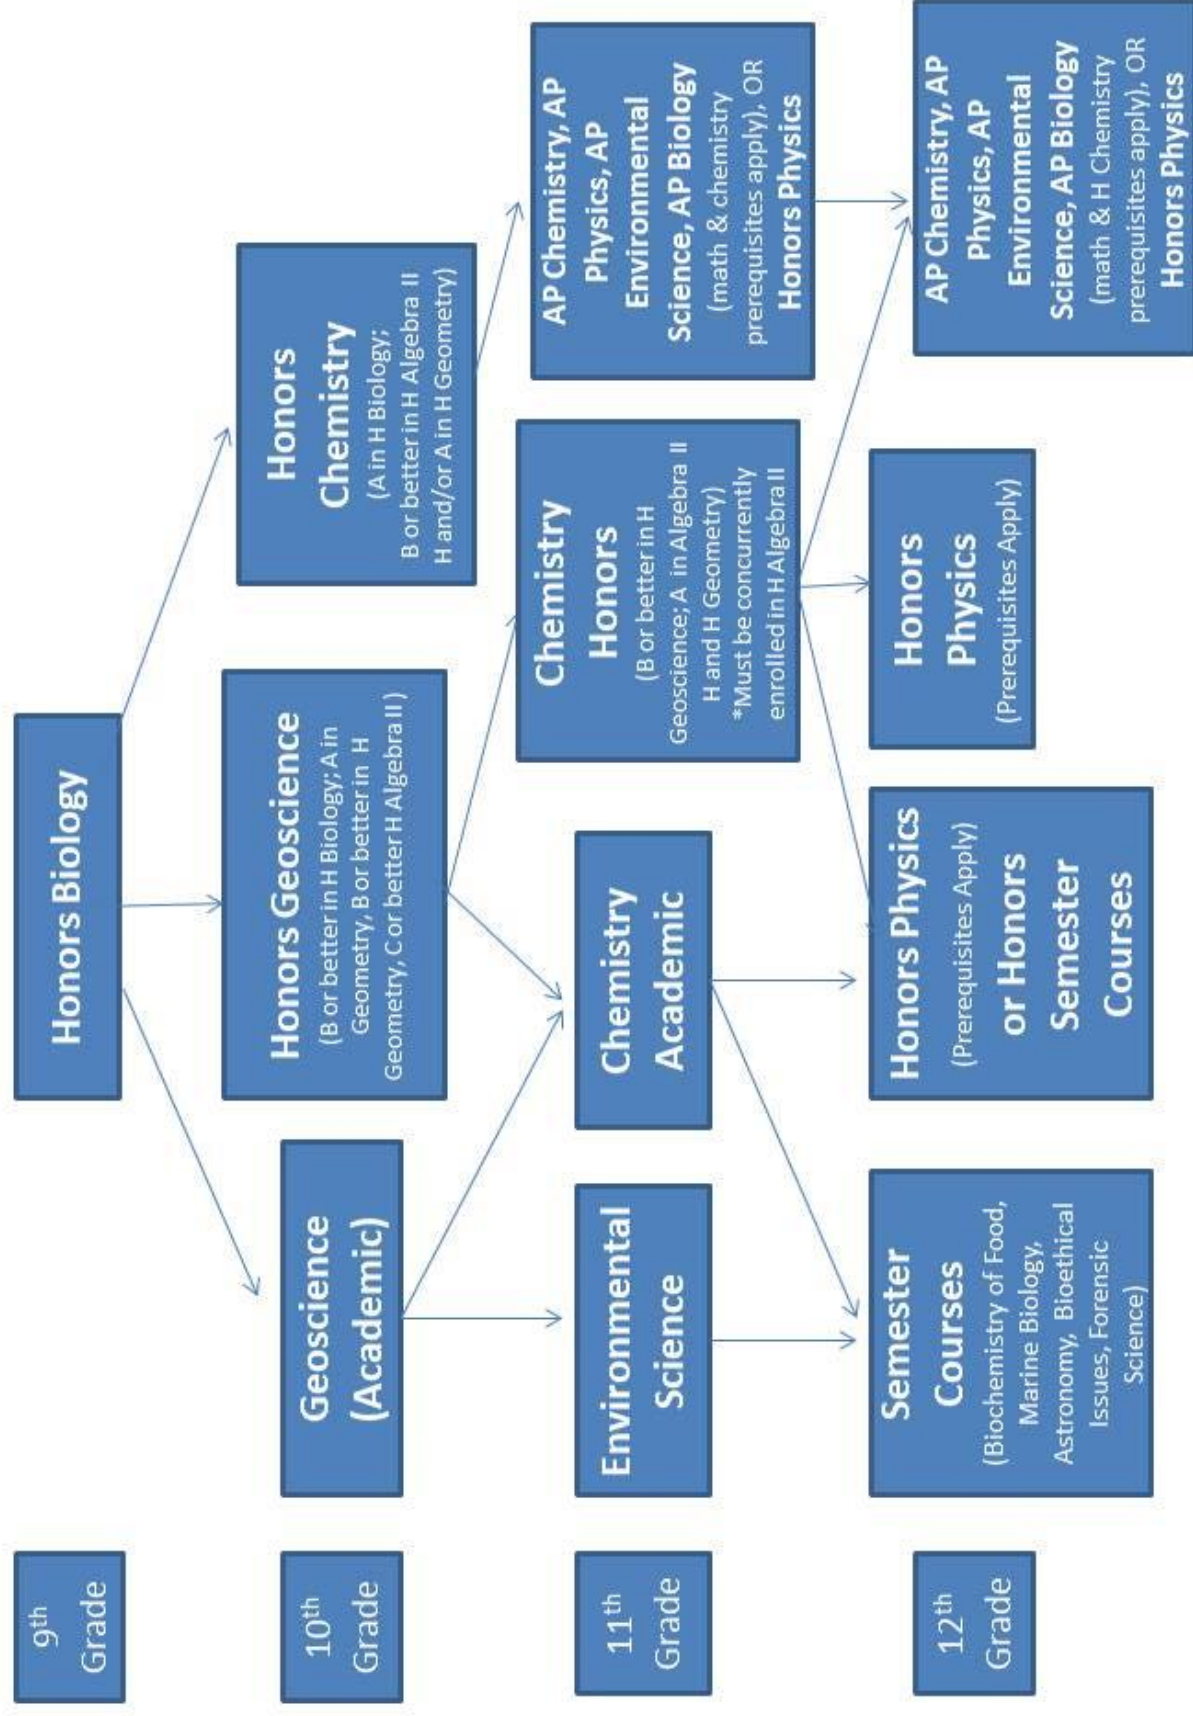 9th
Grade
Honors Biology
10th
Grade
Geoscience
(Academic)
Honors Geoscience
(B or better in H Biology; A in
Geometry, B or better in H
Geometry, C or better H Algebra II)
Honors
Chemistry
(A in H Biology;
B or better in H Algebra II
H and/or A in H Geometry)
11th
Grade
Environmental
Science
Chemistry
Academic
Chemistry
Honors
(B or better in H
Geoscience; A in Algebra II
H and H Geometry)
*Must be concurrently
enrolled in H Algebra II
AP Chemistry, AP
Physics, AP
Environmental
Science, AP Biology
(math & chemistry
prerequisites apply), OR
Honors Physics
12th
Grade
Semester
Courses
(Biochemistry of Food,
Marine Biology,
Astronomy, Bioethical
Issues, Forensic
Science)
Honors Physics
(Prerequisites Apply)
or Honors
Semester
Courses
Honors
Physics
(Prerequisites Apply)
AP Chemistry, AP
Physics, AP
Environmental
Science, AP Biology
(math & H Chemistry
prerequisites apply), OR
Honors Physics